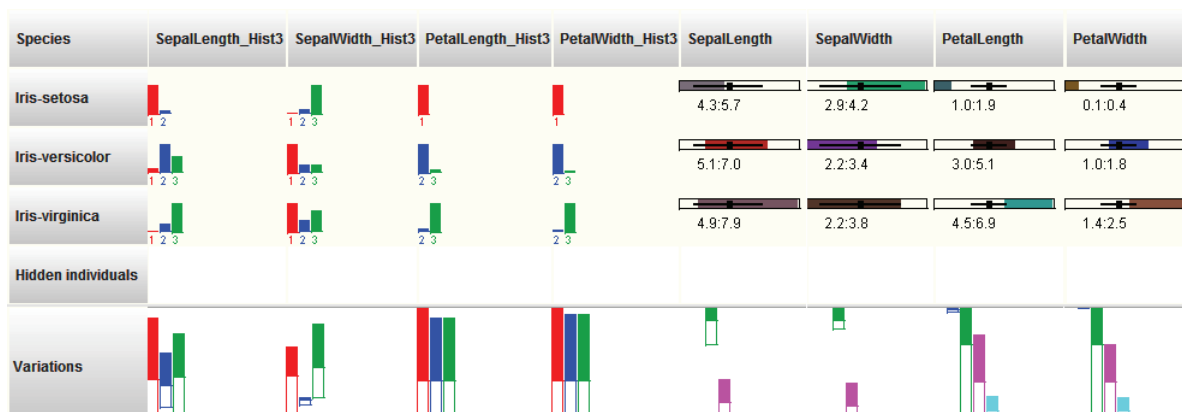 Species SepalLength_Hist3 SepalWidth_Hist3 PetalLength_Hist3 PetalWidth_Hist3 SepalLength SepalWidth PetalLength PetalWidth
Iris-setosa
4.3:5.7 2.9:4.2 1.0:1.9 0.1:0.4
1 2 1 2 3 1 1
Iris-versicolor
5.1:7.0 2.2:3.4 3.0:5.1 1.0:1.8
1 2 3 1 2 3 2 3 2 3
Iris-virginica
4.9:7.9 2.2:3.8 4.5:6.9 1.4:2.5
1 2 3 1 2 3 2 3 2 3
Hidden individuals
Variations